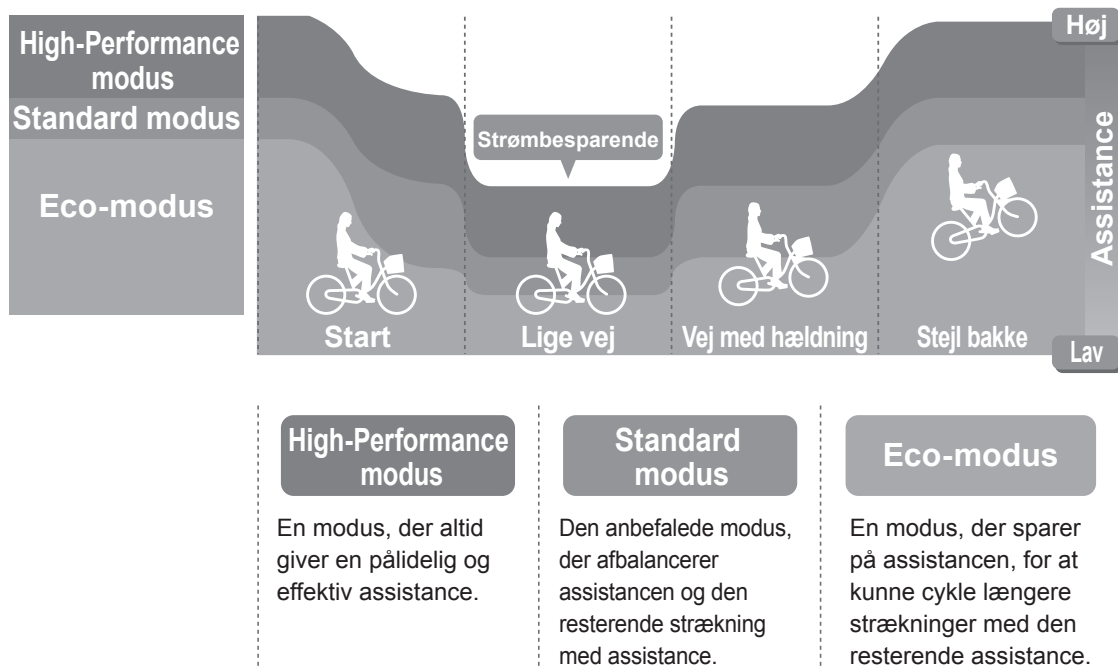 High-Performance
modus
Standard modus
Eco-modus
Høj
Assistance
Lav
Strømbesparende
Start
Lige vej
Vej med hældning
Stejl bakke
High-Performance
modus
En modus, der altid
giver en pålidelig og
effektiv assistance.
Standard
modus
Den anbefalede modus,
der afbalancerer
assistancen og den
resterende strækning
med assistance.
Eco-modus
En modus, der sparer
på assistancen, for at
kunne cykle længere
strækninger med den
resterende assistance.